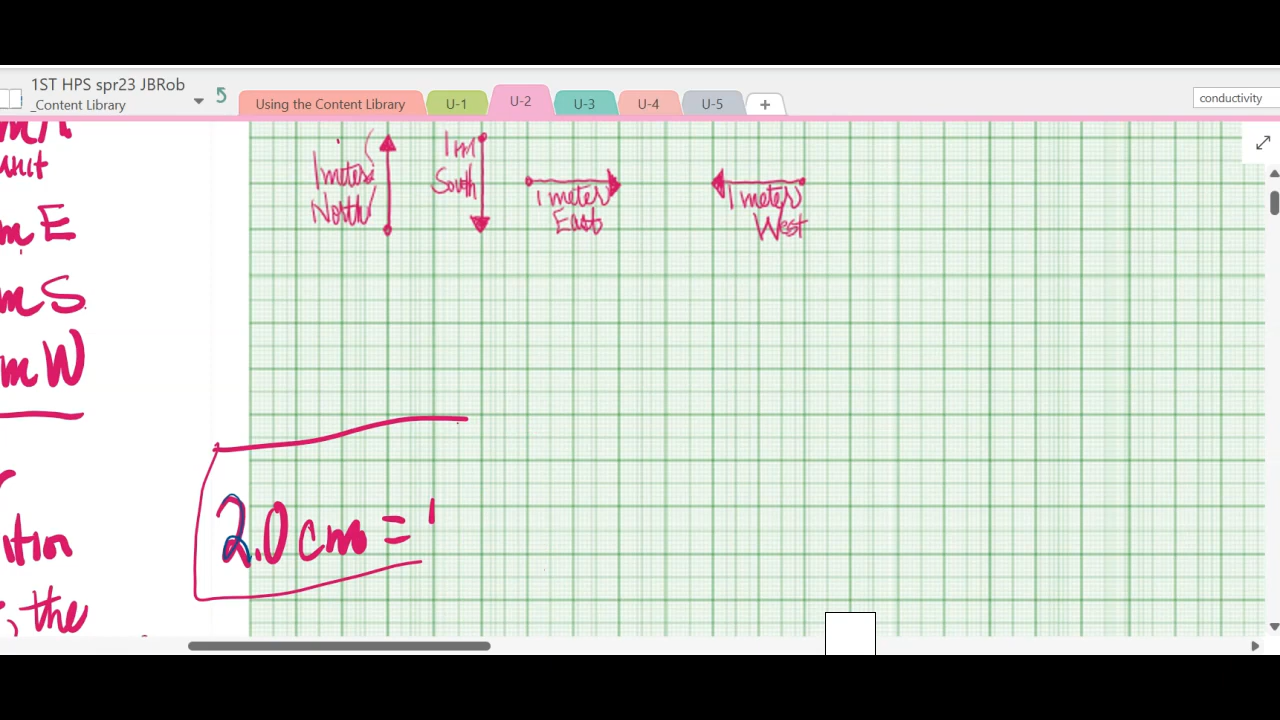 1ST HPS spr23 JBRob
_Content Library
Using the Content Library
U-1
U-2
U-3
U-4
U-5
+
conductivity
unit
m E
m S
m W
1 meter
North
1 m
South
1 meter
East
1 meter
West
2.0 cm =
ition
the